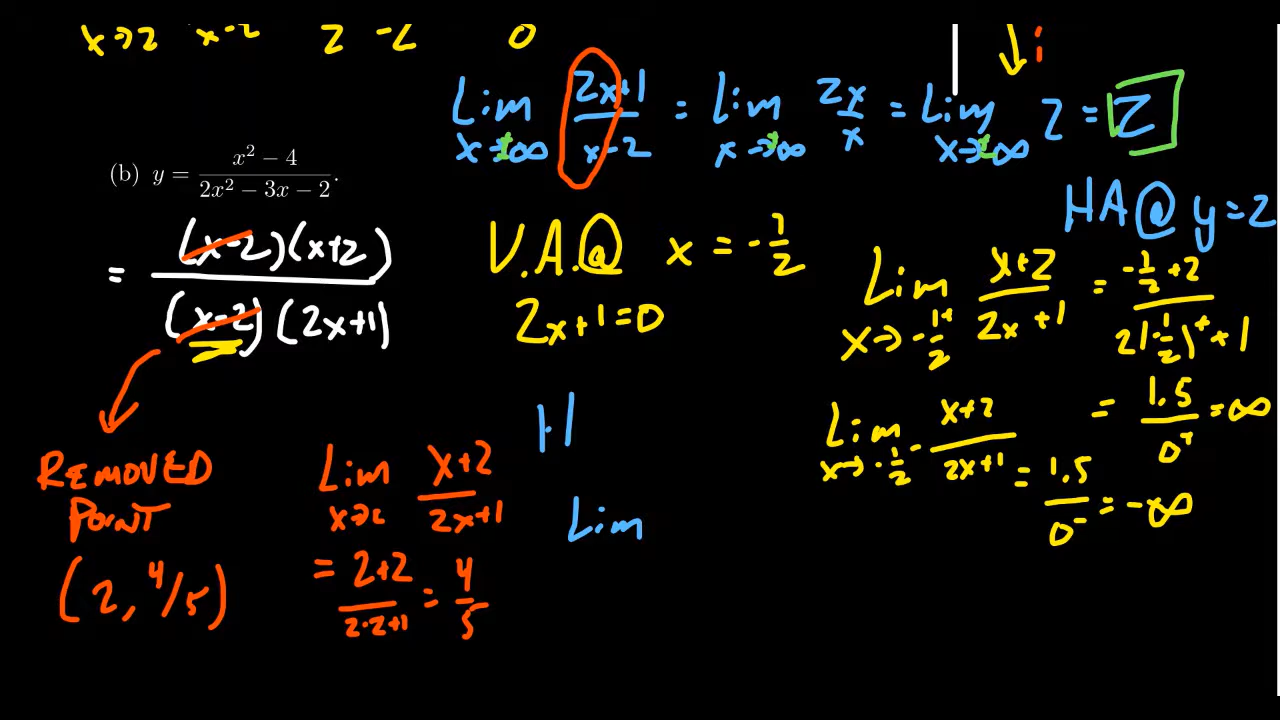 x→2 x-2 2 -2 0
Lim x→±∞ 2x+1/x-2 = Lim x→±∞ 2x/x = Lim x→±∞ 2 = 2
(b) y = x² − 4 / 2x² − 3x − 2.
HA@ y=2
= (x-2)(x+2) / (x-2)(2x+1)
V.A.@ x = -1/2
2x+1=0
Lim x→-1/2⁺ x+2/2x+1 = -1/2+2 / 2(-1/2)⁺+1
= 1.5/0⁺ = ∞
Lim x→-1/2⁻ x+2/2x+1 = 1.5/0⁻ = -∞
H
Lim
REMOVED
POINT
(2, 4/5)
Lim x→2 x+2/2x+1
= 2+2/2·2+1 = 4/5